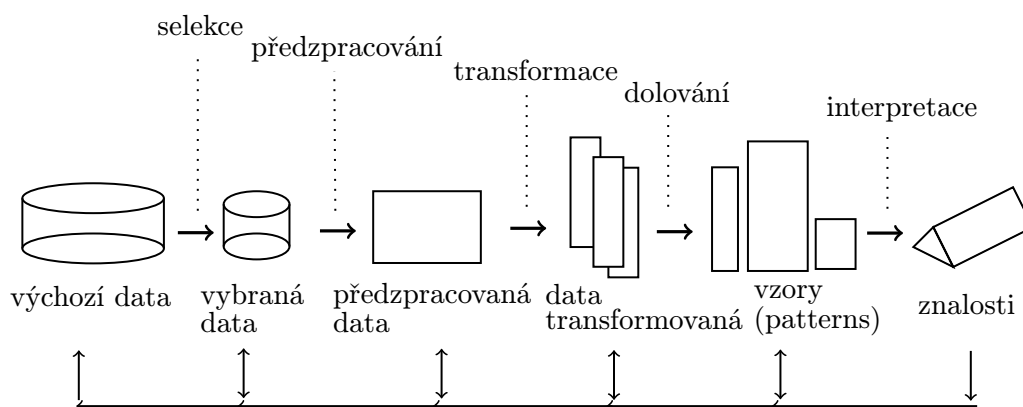 selekce
předzpracování
transformace
dolování
interpretace
výchozí data
vybraná
data
předzpracovaná
data
data
transformovaná
vzory
(patterns)
znalosti